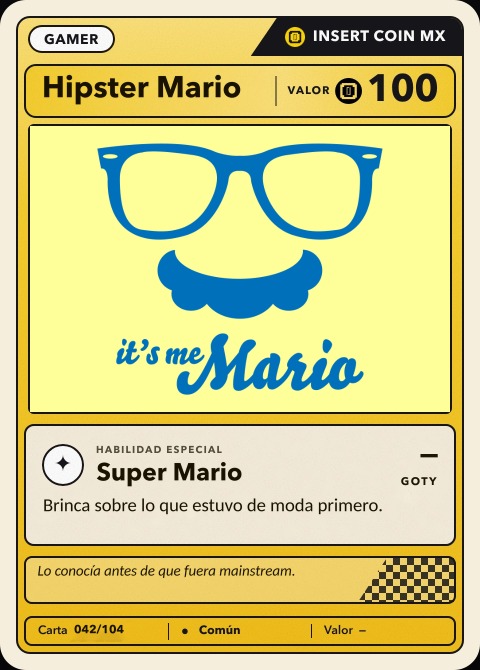 GAMER
INSERT COIN MX
Hipster Mario
VALOR 100
it's me Mario
HABILIDAD ESPECIAL
Super Mario
—
GOTY
Brinca sobre lo que estuvo de moda primero.
Lo conocía antes de que fuera mainstream.
Carta 042/104 • Común Valor —